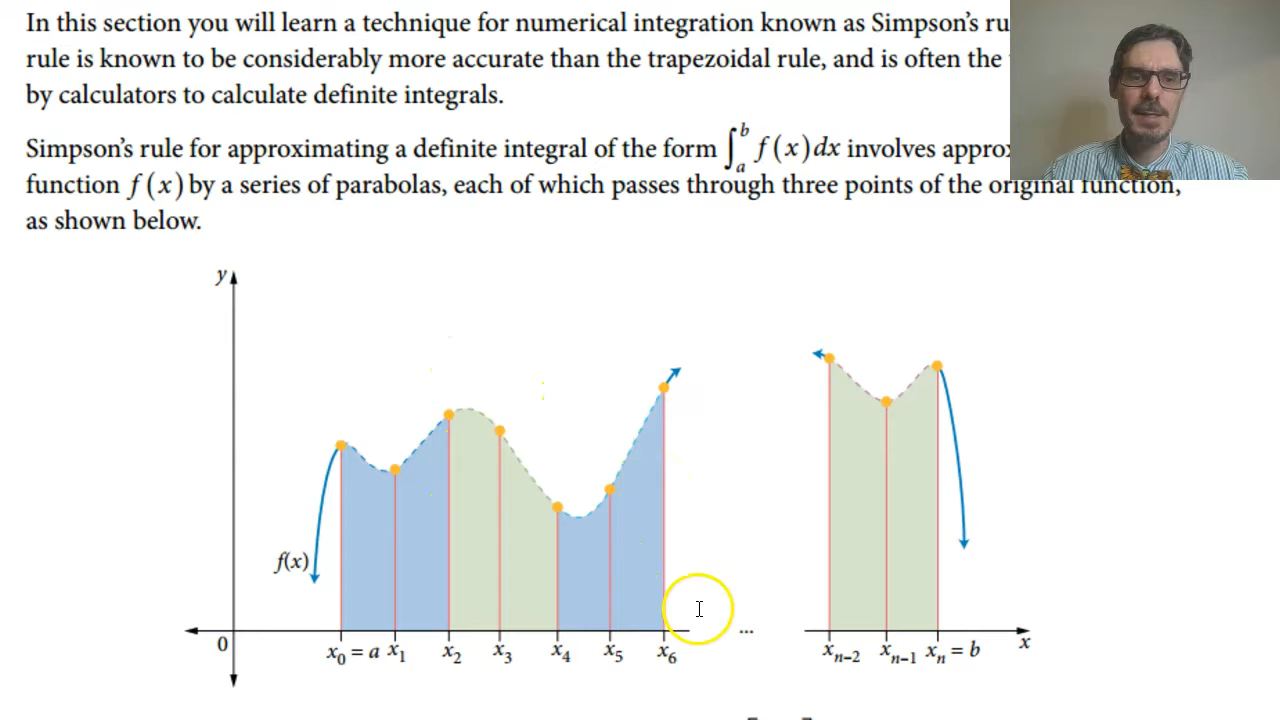 In this section you will learn a technique for numerical integration known as Simpson's
rule is known to be considerably more accurate than the trapezoidal rule, and is often the
by calculators to calculate definite integrals.
Simpson's rule for approximating a definite integral of the form ∫ₐᵇ f(x)dx involves
function f(x) by a series of parabolas, each of which passes through three points of the original function,
as shown below.
y
f(x)
0
x₀ = a x₁ x₂ x₃ x₄ x₅ x₆ ... xₙ₋₂ xₙ₋₁ xₙ = b x